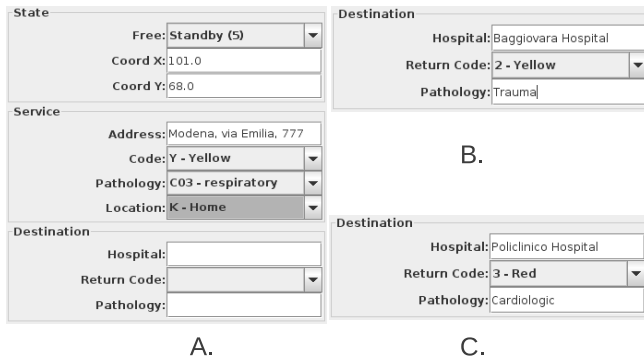 State
Free: Standby (5)
Coord X: 101.0
Coord Y: 68.0
Service
Address: Modena, via Emilia, 777
Code: Y - Yellow
Pathology: C03 - respiratory
Location: K - Home
Destination
Hospital:
Return Code:
Pathology:
A.
Destination
Hospital: Baggiovara Hospital
Return Code: 2 - Yellow
Pathology: Trauma
B.
Destination
Hospital: Policlinico Hospital
Return Code: 3 - Red
Pathology: Cardiologic
C.